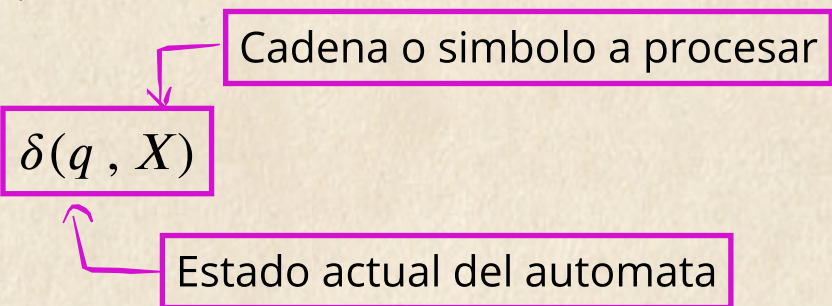 Cadena o simbolo a procesar
δ(q , X)
Estado actual del automata